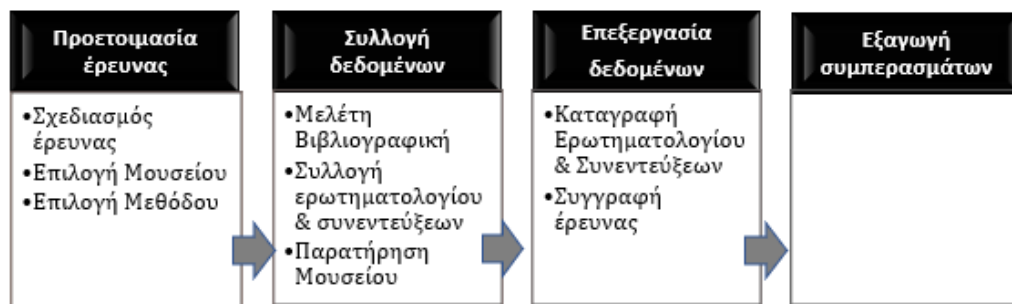 Προετοιμασία
έρευνας
•Σχεδιασμός
έρευνας
•Επιλογή Μουσείου
•Επιλογή Μεθόδου
Συλλογή
δεδομένων
•Μελέτη
Βιβλιογραφική
•Συλλογή
ερωτηματολογίου
& συνεντεύξεων
•Παρατήρηση
Μουσείου
Επεξεργασία
δεδομένων
•Καταγραφή
Ερωτηματολογίου
& Συνεντεύξεων
•Συγγραφή
έρευνας
Εξαγωγή
συμπερασμάτων